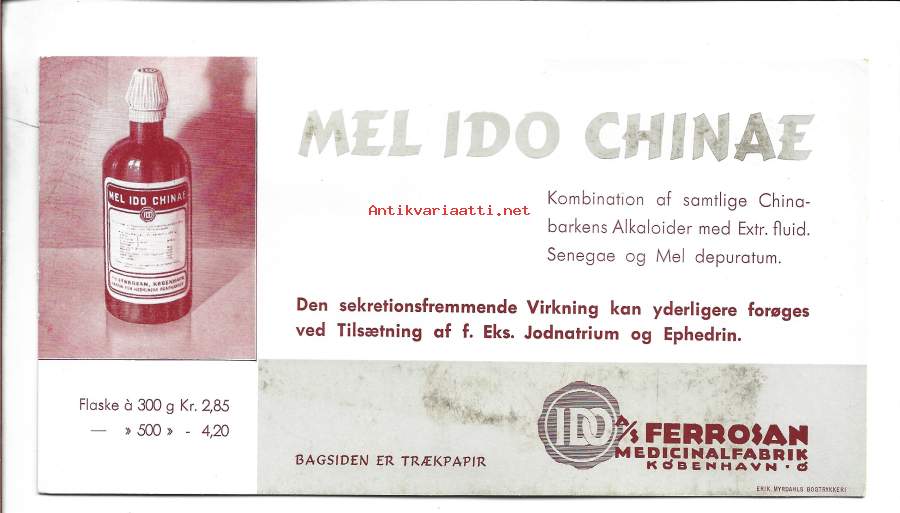 MEL IDO CHINAE
Kombination af samtlige China-
barkens Alkaloider med Extr. fluid.
Senegae og Mel depuratum.
Antikvariaatti.net
Den sekretionsfremmende Virkning kan yderligere forøges
ved Tilsætning af f. Eks. Jodnatrium og Ephedrin.
MEL IDO CHINAE
IDO
Flaske à 300 g Kr. 2,85
— » 500 » - 4,20
BAGSIDEN ER TRÆKPAPIR
IDO
A/S FERROSAN
MEDICINALFABRIK
KØBENHAVN · Ø
ERIK MYRDAHLS BOGTRYKKERI